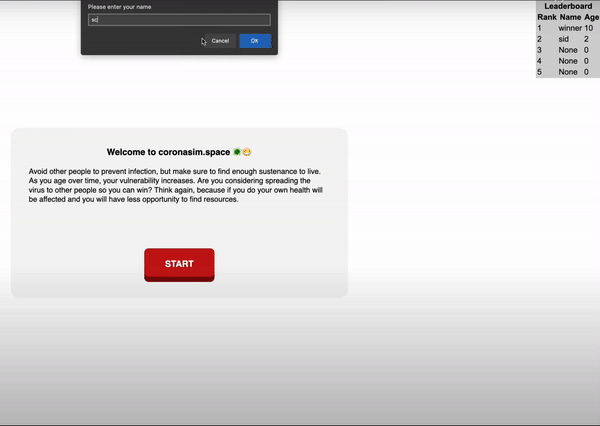 Please enter your name
sc
Cancel
OK
Leaderboard
Rank Name Age
1 winner 10
2 sid 2
3 None 0
4 None 0
5 None 0
Welcome to coronasim.space
Avoid other people to prevent infection, but make sure to find enough sustenance to live.
As you age over time, your vulnerability increases. Are you considering spreading the
virus to other people so you can win? Think again, because if you do your own health will
be affected and you will have less opportunity to find resources.
START